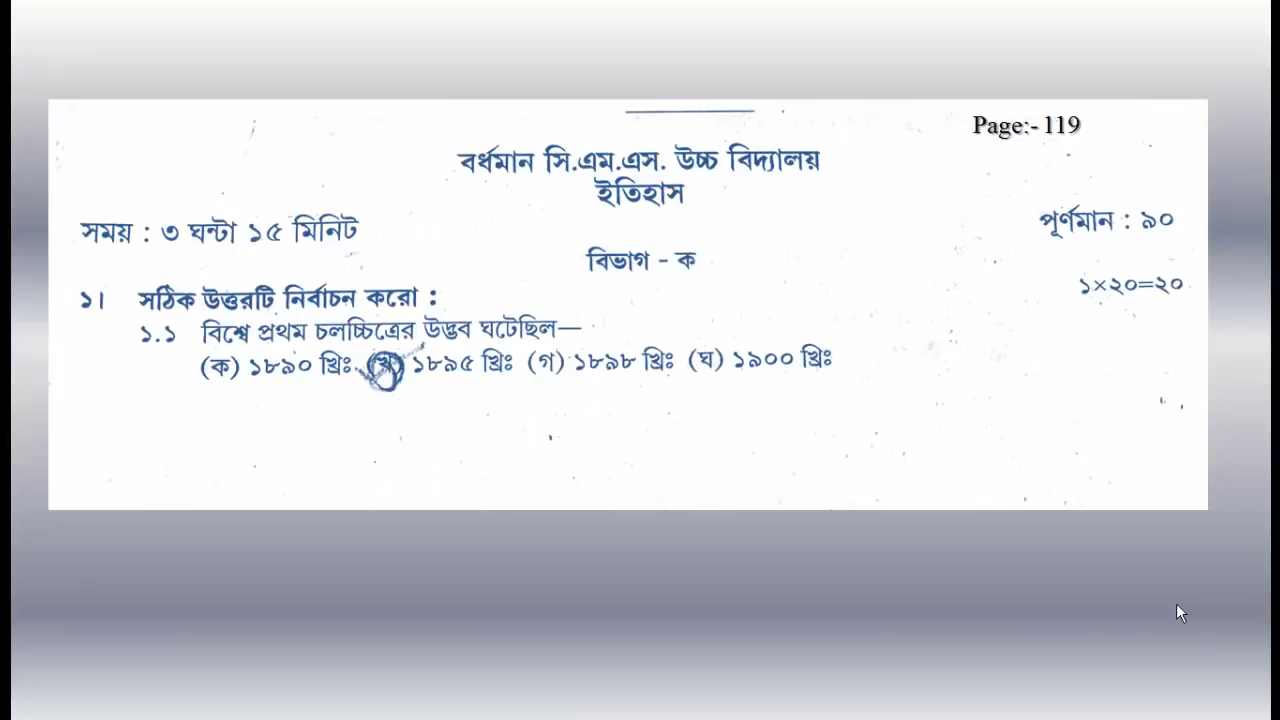 Page:- 119
বর্ধমান সি.এম.এস. উচ্চ বিদ্যালয়
ইতিহাস
সময় : ৩ ঘন্টা ১৫ মিনিট
পূর্ণমান : ৯০
বিভাগ - ক
১। সঠিক উত্তরটি নির্বাচন করো : ১×২০=২০
১.১ বিশ্বে প্রথম চলচ্চিত্রের উদ্ভব ঘটেছিল—
(ক) ১৮৯০ খ্রিঃ (খ) ১৮৯৫ খ্রিঃ (গ) ১৮৯৮ খ্রিঃ (ঘ) ১৯০০ খ্রিঃ